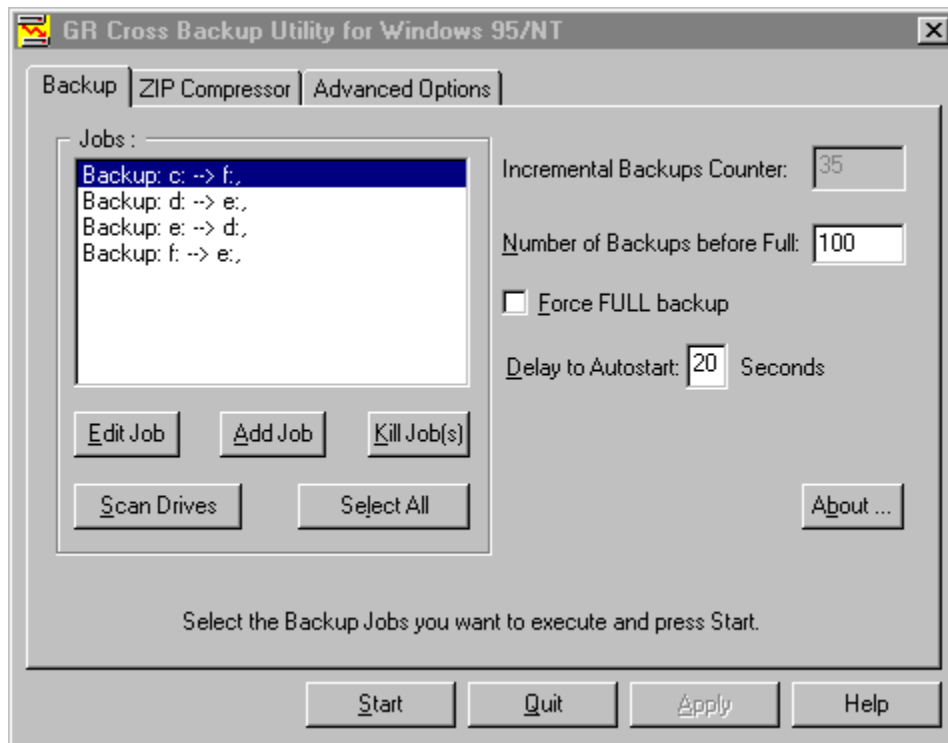 GR Cross Backup Utility for Windows 95/NT
Backup
ZIP Compressor
Advanced Options
Jobs :
Backup: c: --> f:,
Backup: d: --> e:,
Backup: e: --> d:,
Backup: f: --> e:,
Edit Job
Add Job
Kill Job(s)
Scan Drives
Select All
Incremental Backups Counter: 35
Number of Backups before Full: 100
Force FULL backup
Delay to Autostart: 20 Seconds
About ...
Select the Backup Jobs you want to execute and press Start.
Start
Quit
Apply
Help